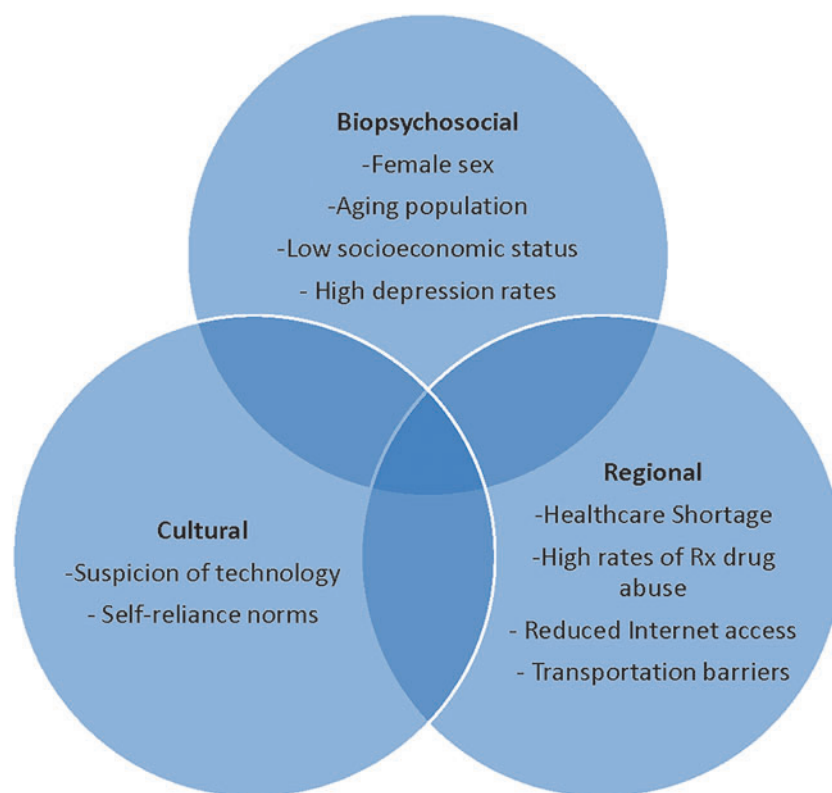 Biopsychosocial
-Female sex
-Aging population
-Low socioeconomic status
- High depression rates
Cultural
-Suspicion of technology
- Self-reliance norms
Regional
-Healthcare Shortage
-High rates of Rx drug
abuse
- Reduced Internet access
- Transportation barriers